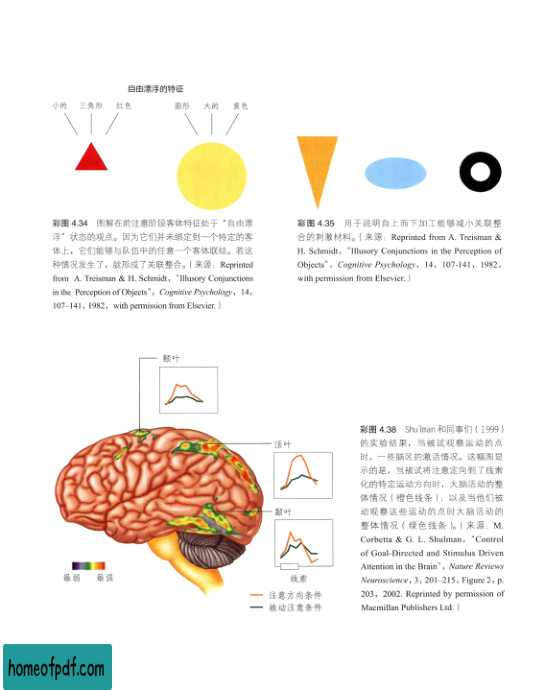 自由漂浮的特征
小的 三角形 红色 圆形 大的 黄色
彩图 4.34 图解在前注意阶段客体特征处于“自由漂
浮”状态的观点。因为它们并未绑定到一个特定的客
体上，它们能够与队伍中的任意一个客体联结。若这
种情况发生了，就形成了关联整合。[来源：Reprinted
from A. Treisman & H. Schmidt, “Illusory Conjunctions
in the Perception of Objects”, Cognitive Psychology, 14,
107–141, 1982, with permission from Elsevier.]
彩图 4.35 用于说明自上而下加工能够减小关联整
合的刺激材料。[来源：Reprinted from A. Treisman &
H. Schmidt, “Illusory Conjunctions in the Perception of
Objects”, Cognitive Psychology, 14, 107-141, 1982,
with permission from Elsevier.]
额叶
顶叶
颞叶
线索
最弱 最强
注意方向条件
被动注意条件
彩图 4.38 Shulman 和同事们（1999）
的实验结果，当被试观察运动的点
时，一些脑区的激活情况。这幅图显
示的是，当被试将注意定向到了线索
化的特定运动方向时，大脑活动的整
体情况（橙色线条）；以及当他们被
动观察这些运动的点时大脑活动的
整体情况（绿色线条）。[来源：M.
Corbetta & G. L. Shulman, “Control
of Goal-Directed and Stimulus Driven
Attention in the Brain”, Nature Reviews
Neuroscience, 3, 201–215, Figure 2, p.
203, 2002. Reprinted by permission of
Macmillan Publishers Ltd.]
homeofpdf.com